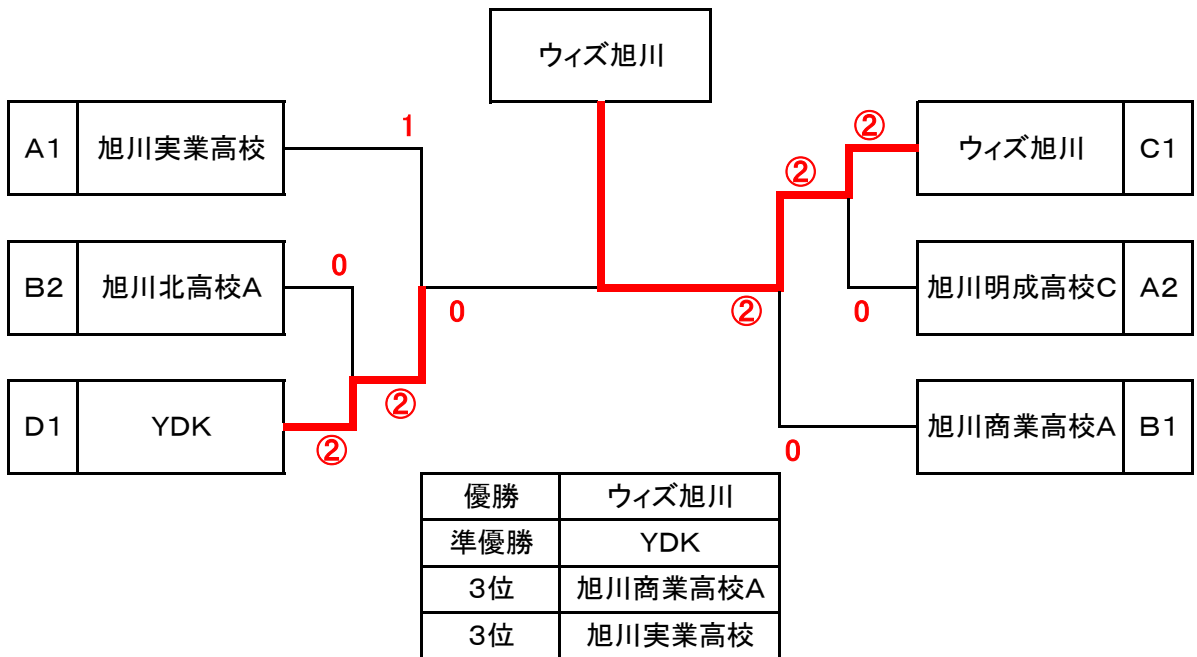 ウィズ旭川
A1 旭川実業高校
1
②
ウィズ旭川 C1
②
B2 旭川北高校A
0
旭川明成高校C A2
0
②
0
D1 YDK
②
②
旭川商業高校A B1
0
優勝 ウィズ旭川
準優勝 YDK
3位 旭川商業高校A
3位 旭川実業高校